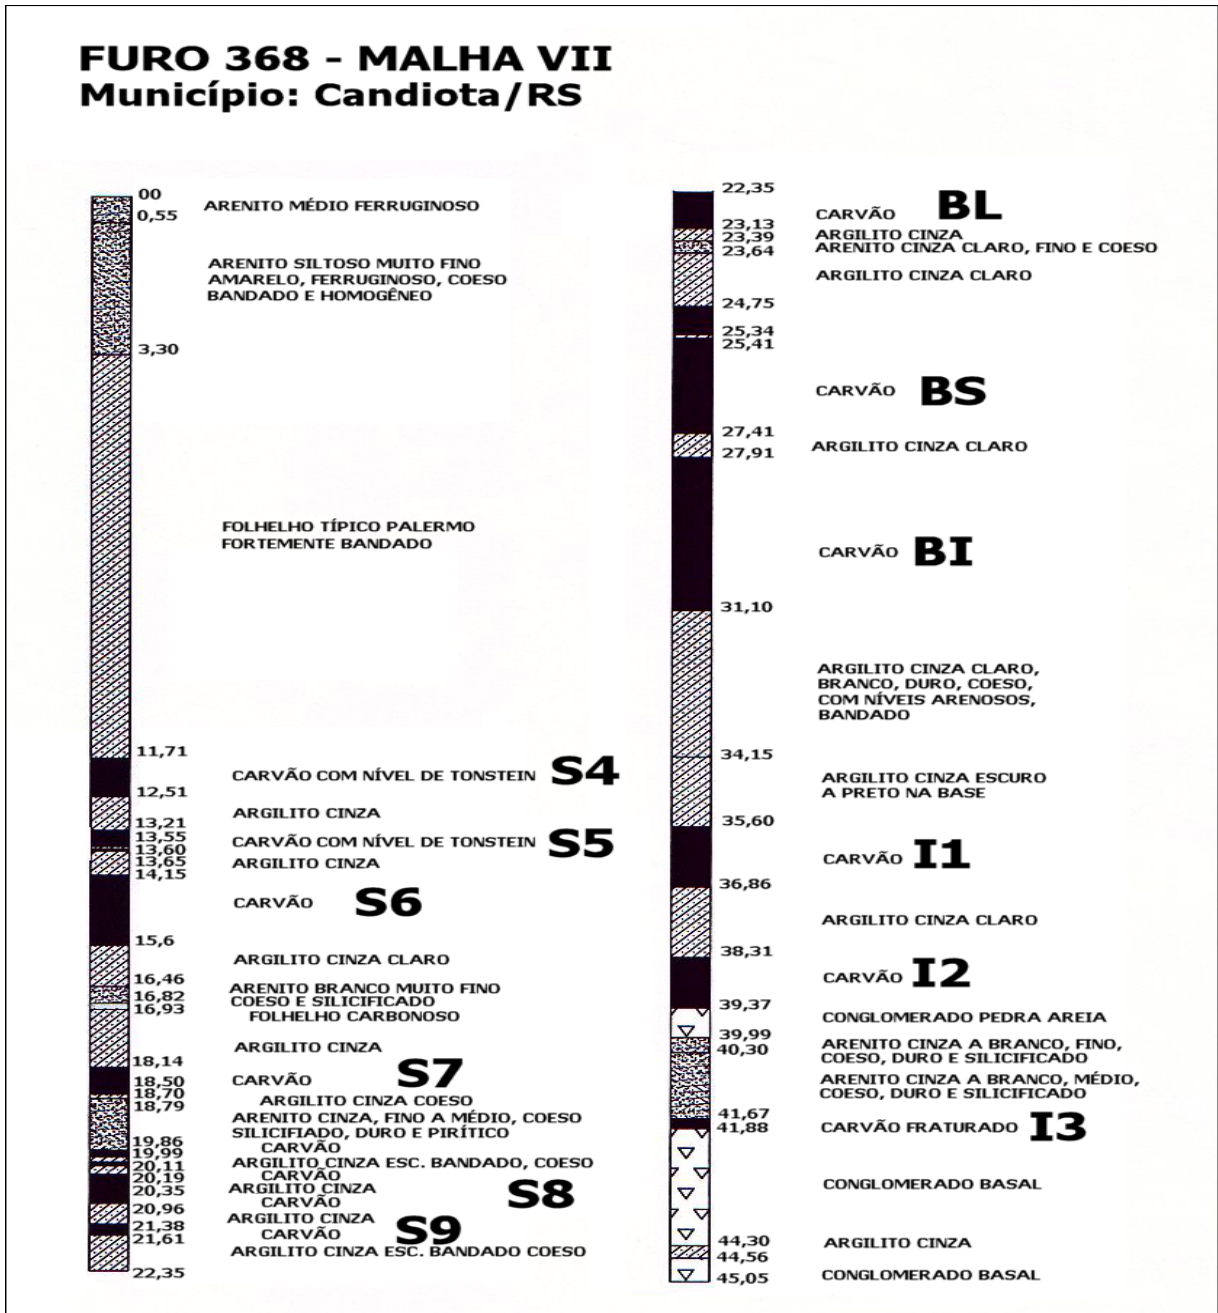 FURO 368 - MALHA VII
Município: Candiota/RS
00
ARENITO MÉDIO FERRUGINOSO
0,55
ARENITO SILTOSO MUITO FINO
AMARELO, FERRUGINOSO, COESO
BANDADO E HOMOGÊNEO
3,30
FOLHELHO TÍPICO PALERMO
FORTEMENTE BANDADO
11,71
CARVÃO COM NÍVEL DE TONSTEIN S4
12,51
ARGILITO CINZA
13,21
13,55
CARVÃO COM NÍVEL DE TONSTEIN S5
13,60
13,65
ARGILITO CINZA
14,15
CARVÃO S6
15,6
ARGILITO CINZA CLARO
16,46
ARENITO BRANCO MUITO FINO
COESO E SILICIFICADO
16,82
16,93
FOLHELHO CARBONOSO
ARGILITO CINZA
18,14
CARVÃO S7
18,50
18,70
ARGILITO CINZA COESO
18,79
ARENITO CINZA, FINO A MÉDIO, COESO
SILICIFIADO, DURO E PIRÍTICO
19,86
CARVÃO
19,99
ARGILITO CINZA ESC. BANDADO, COESO
20,11
CARVÃO
20,19
ARGILITO CINZA
20,35
CARVÃO S8
20,96
ARGILITO CINZA
21,38
CARVÃO S9
21,61
ARGILITO CINZA ESC. BANDADO COESO
22,35
22,35
CARVÃO BL
23,13
ARGILITO CINZA
23,39
ARENITO CINZA CLARO, FINO E COESO
23,64
ARGILITO CINZA CLARO
24,75
25,34
25,41
CARVÃO BS
27,41
ARGILITO CINZA CLARO
27,91
CARVÃO BI
31,10
ARGILITO CINZA CLARO,
BRANCO, DURO, COESO,
COM NÍVEIS ARENOSOS,
BANDADO
34,15
ARGILITO CINZA ESCURO
A PRETO NA BASE
35,60
CARVÃO I1
36,86
ARGILITO CINZA CLARO
38,31
CARVÃO I2
39,37
CONGLOMERADO PEDRA AREIA
39,99
ARENITO CINZA A BRANCO, FINO,
COESO, DURO E SILICIFICADO
40,30
ARENITO CINZA A BRANCO, MÉDIO,
COESO, DURO E SILICIFICADO
41,67
CARVÃO FRATURADO I3
41,88
CONGLOMERADO BASAL
44,30
ARGILITO CINZA
44,56
CONGLOMERADO BASAL
45,05